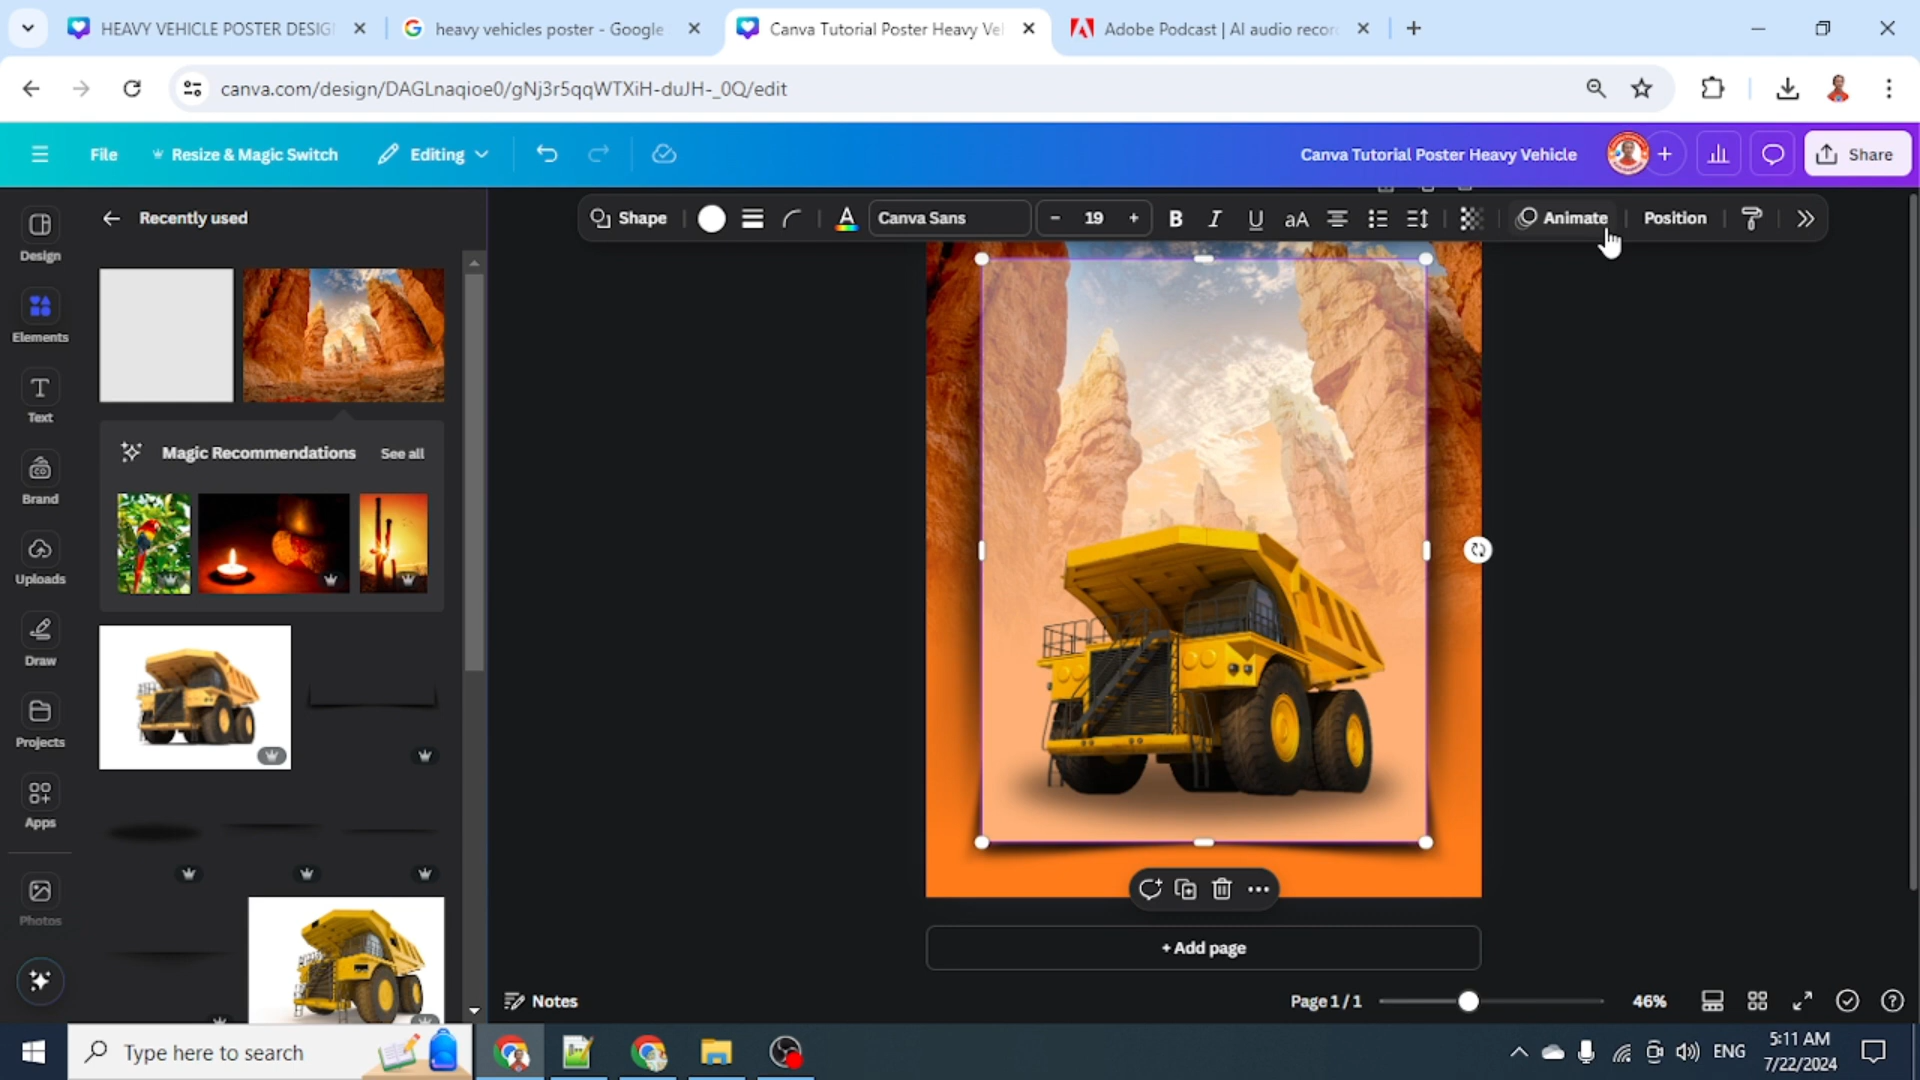 HEAVY VEHICLE POSTER DESIG
heavy vehicles poster - Google
Canva Tutorial Poster Heavy Ve
Adobe Podcast | AI audio recor
canva.com/design/DAGLnaqioe0/gNj3r5qqWTXiH-duJH-_0Q/edit
File
Resize & Magic Switch
Editing
Canva Tutorial Poster Heavy Vehicle
Share
Recently used
Shape
Canva Sans
- 19 +
B
I
U
aA
Animate
Position
Design
Elements
Text
Brand
Uploads
Draw
Projects
Apps
Photos
Magic Recommendations
See all
+ Add page
Notes
Page 1 / 1
46%
Type here to search
ENG
5:11 AM
7/22/2024